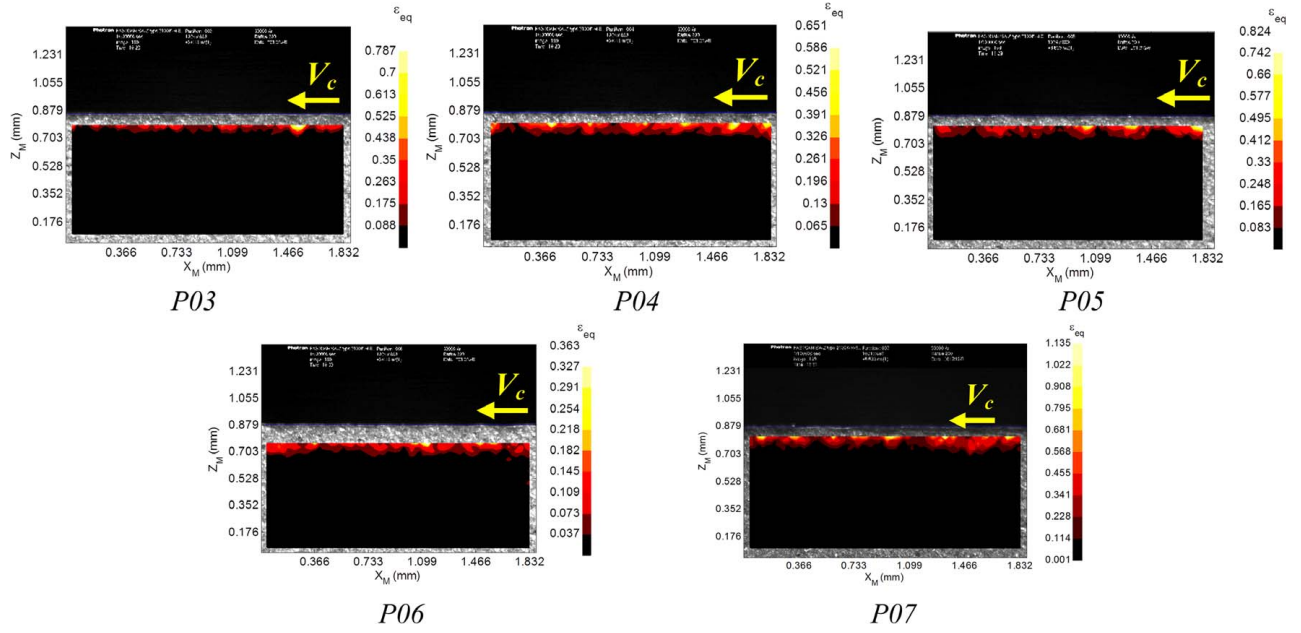 ε_eq
0.787
0.7
0.613
0.525
0.438
0.35
0.263
0.175
0.088
Photron
V_c
1.231
1.055
0.879
0.703
0.528
0.352
0.176
Z_M (mm)
0.366 0.733 1.099 1.466 1.832
X_M (mm)
P03
ε_eq
0.651
0.586
0.521
0.456
0.391
0.326
0.261
0.196
0.13
0.065
Photron
V_c
1.231
1.055
0.879
0.703
0.528
0.352
0.176
Z_M (mm)
0.366 0.733 1.099 1.466 1.832
X_M (mm)
P04
ε_eq
0.824
0.742
0.66
0.577
0.495
0.412
0.33
0.248
0.165
0.083
Photron
V_c
1.231
1.055
0.879
0.703
0.528
0.352
0.176
Z_M (mm)
0.366 0.733 1.099 1.466 1.832
X_M (mm)
P05
ε_eq
0.363
0.327
0.291
0.254
0.218
0.182
0.145
0.109
0.073
0.037
Photron
V_c
1.231
1.055
0.879
0.703
0.528
0.352
0.176
Z_M (mm)
0.366 0.733 1.099 1.466 1.832
X_M (mm)
P06
ε_eq
1.135
1.022
0.908
0.795
0.682
0.568
0.455
0.341
0.228
0.114
0.001
Photron
V_c
1.231
1.055
0.879
0.703
0.528
0.352
0.176
Z_M (mm)
0.366 0.733 1.099 1.466 1.832
X_M (mm)
P07